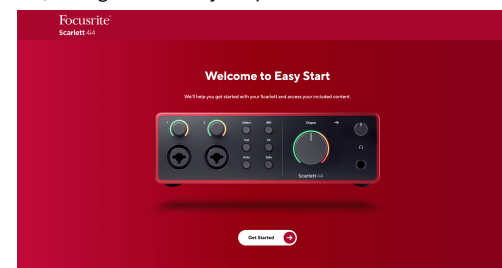 Focusrite
Scarlett 4i4
Welcome to Easy Start
We'll help you get started with your Scarlett and access your included content.
1
2
Select
48V
Output
Inst
Air
Auto
Safe
Scarlett 4i4
Get Started